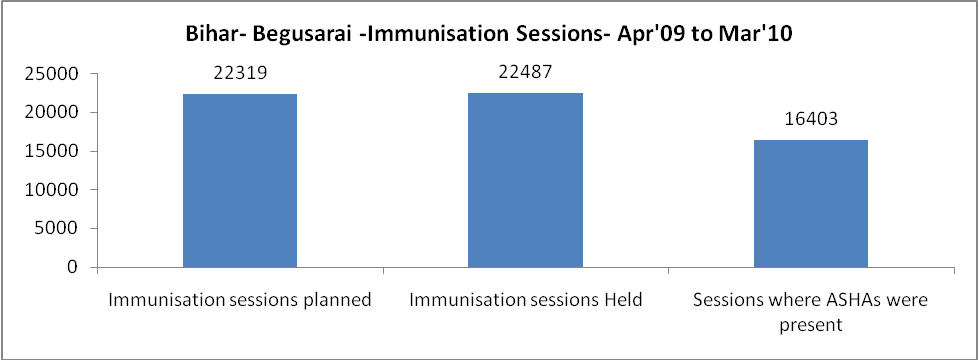 Bihar- Begusarai -Immunisation Sessions- Apr'09 to Mar'10
22319
22487
16403
25000
20000
15000
10000
5000
0
Immunisation sessions planned
Immunisation sessions Held
Sessions where ASHAs were
present